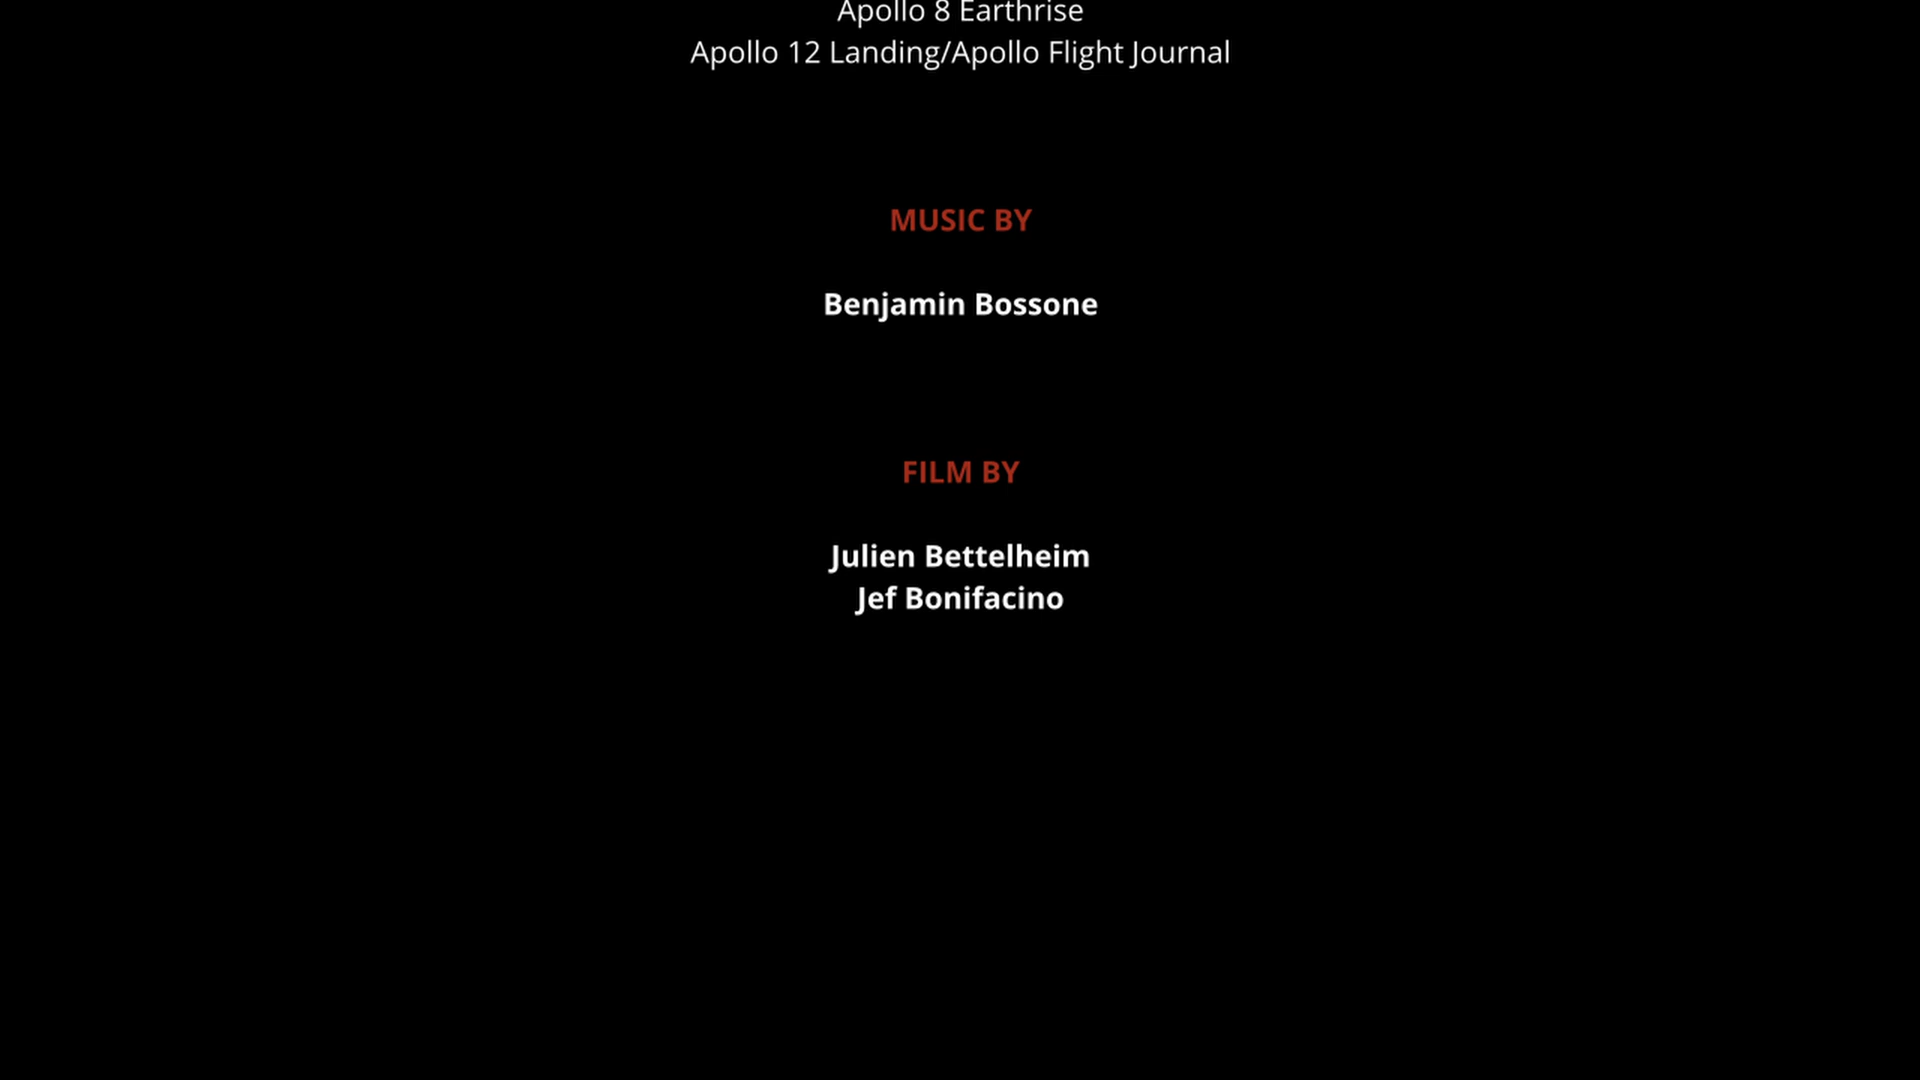 Apollo 8 Earthrise
Apollo 12 Landing/Apollo Flight Journal
MUSIC BY
Benjamin Bossone
FILM BY
Julien Bettelheim
Jef Bonifacino